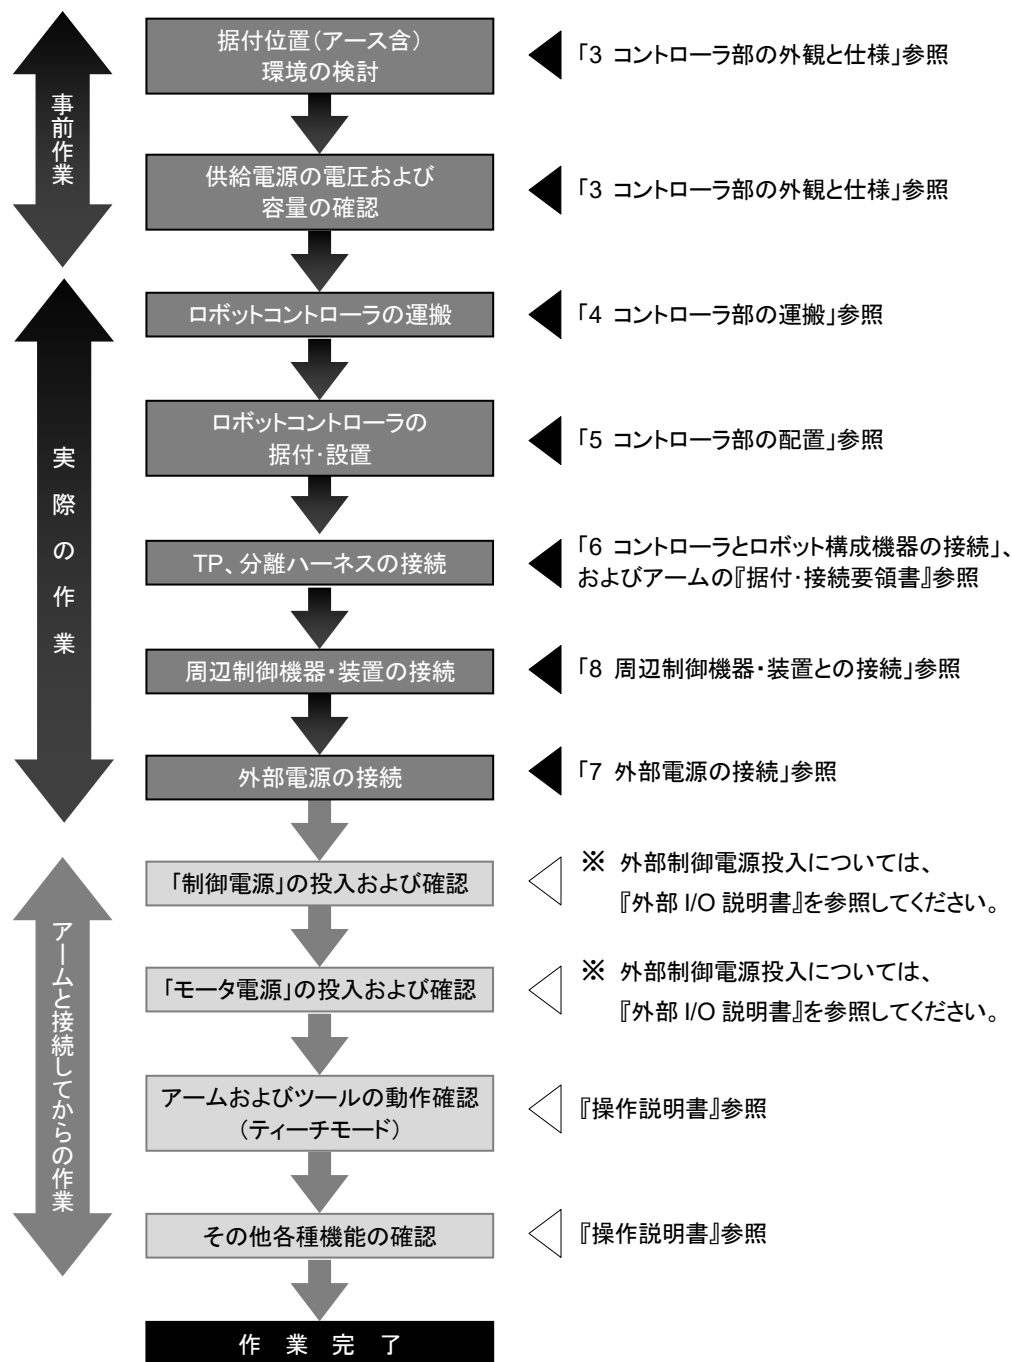 事前作業
据付位置（アース含）
環境の検討
「3 コントローラ部の外観と仕様」参照
供給電源の電圧および
容量の確認
「3 コントローラ部の外観と仕様」参照
実際の作業
ロボットコントローラの運搬
「4 コントローラ部の運搬」参照
ロボットコントローラの
据付・設置
「5 コントローラ部の配置」参照
TP、分離ハーネスの接続
「6 コントローラとロボット構成機器の接続」、
およびアームの『据付・接続要領書』参照
周辺制御機器・装置の接続
「8 周辺制御機器・装置との接続」参照
外部電源の接続
「7 外部電源の接続」参照
アームと接続してからの作業
「制御電源」の投入および確認
※ 外部制御電源投入については、
『外部 I/O 説明書』を参照してください。
「モータ電源」の投入および確認
※ 外部制御電源投入については、
『外部 I/O 説明書』を参照してください。
アームおよびツールの動作確認
（ティーチモード）
『操作説明書』参照
その他各種機能の確認
『操作説明書』参照
作 業 完 了